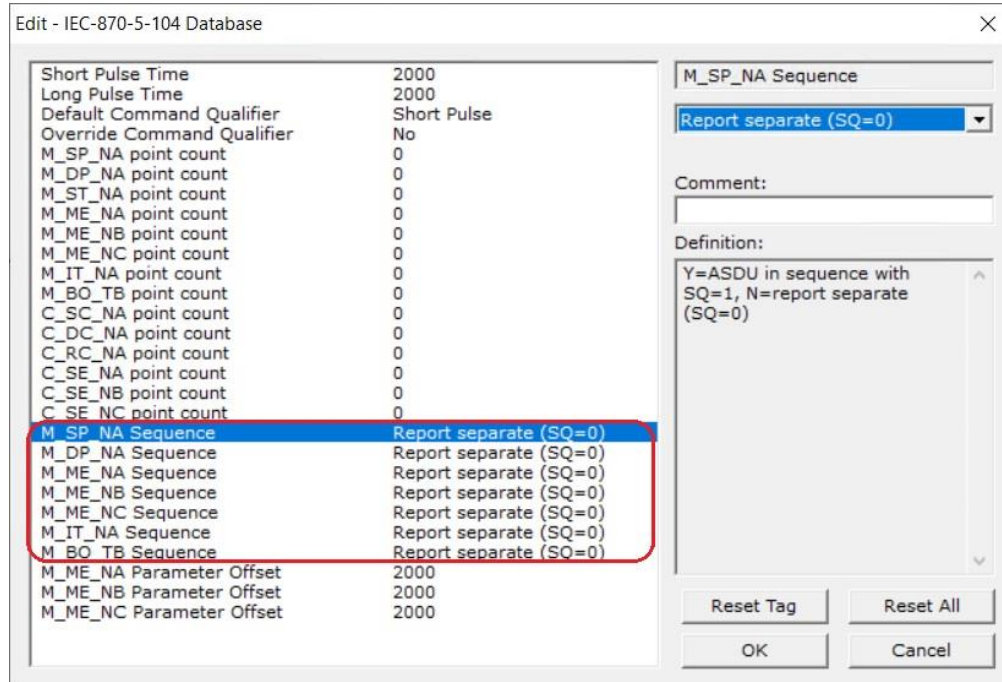 Edit - IEC-870-5-104 Database
Short Pulse Time 2000
Long Pulse Time 2000
Default Command Qualifier Short Pulse
Override Command Qualifier No
M_SP_NA point count 0
M_DP_NA point count 0
M_ST_NA point count 0
M_ME_NA point count 0
M_ME_NB point count 0
M_ME_NC point count 0
M_IT_NA point count 0
M_BO_TB point count 0
C_SC_NA point count 0
C_DC_NA point count 0
C_RC_NA point count 0
C_SE_NA point count 0
C_SE_NB point count 0
C_SE_NC point count 0
M_SP_NA Sequence Report separate (SQ=0)
M_DP_NA Sequence Report separate (SQ=0)
M_ME_NA Sequence Report separate (SQ=0)
M_ME_NB Sequence Report separate (SQ=0)
M_ME_NC Sequence Report separate (SQ=0)
M_IT_NA Sequence Report separate (SQ=0)
M_BO_TB Sequence Report separate (SQ=0)
M_ME_NA Parameter Offset 2000
M_ME_NB Parameter Offset 2000
M_ME_NC Parameter Offset 2000
M_SP_NA Sequence
Report separate (SQ=0)
Comment:
Definition:
Y=ASDU in sequence with
SQ=1, N=report separate
(SQ=0)
Reset Tag Reset All
OK Cancel